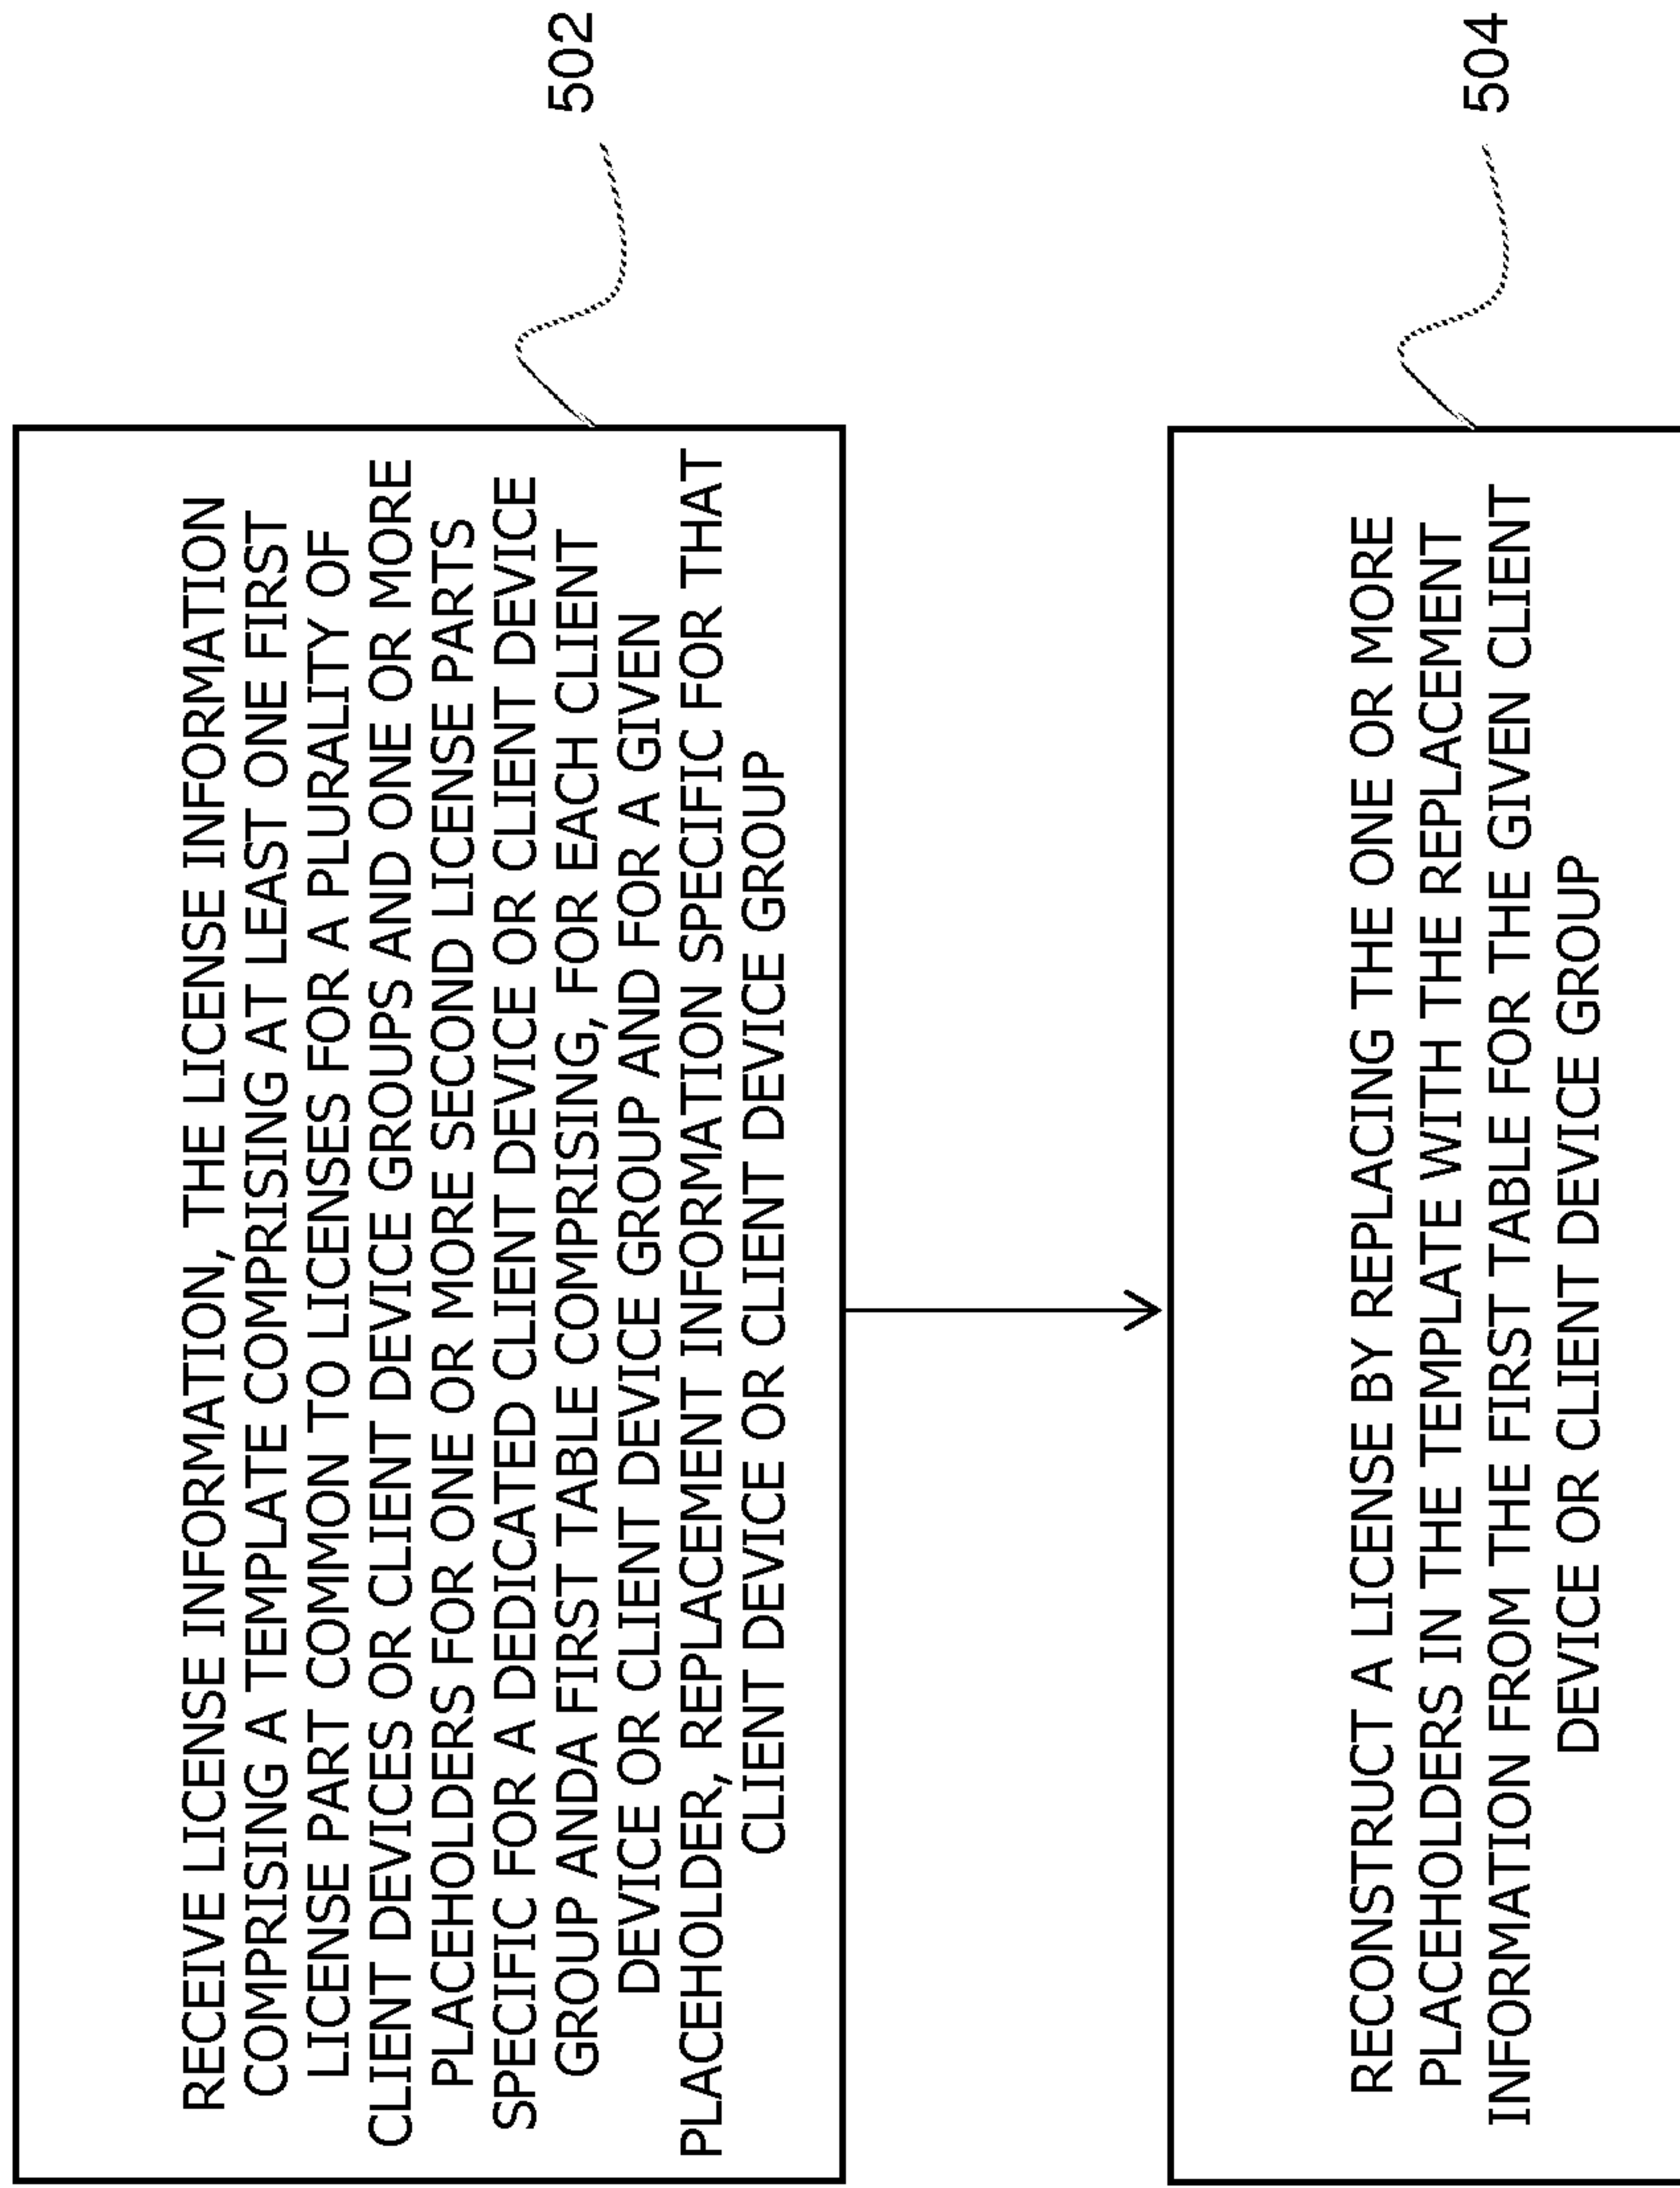 RECEIVE LICENSE INFORMATION, THE LICENSE INFORMATION
COMPRISING A TEMPLATE COMPRISING AT LEAST ONE FIRST
LICENSE PART COMMON TO LICENSES FOR A PLURALITY OF
CLIENT DEVICES OR CLIENT DEVICE GROUPS AND ONE OR MORE
PLACEHOLDERS FOR ONE OR MORE SECOND LICENSE PARTS
SPECIFIC FOR A DEDICATED CLIENT DEVICE OR CLIENT DEVICE
GROUP ANDA FIRST TABLE COMPRISING, FOR EACH CLIENT
DEVICE OR CLIENT DEVICE GROUP AND FOR A GIVEN
PLACEHOLDER, REPLACEMENT INFORMATION SPECIFIC FOR THAT
CLIENT DEVICE OR CLIENT DEVICE GROUP
502
RECONSTRUCT A LICENSE BY REPLACING THE ONE OR MORE
PLACEHOLDERS IN THE TEMPLATE WITH THE REPLACEMENT
INFORMATION FROM THE FIRST TABLE FOR THE GIVEN CLIENT
DEVICE OR CLIENT DEVICE GROUP
504